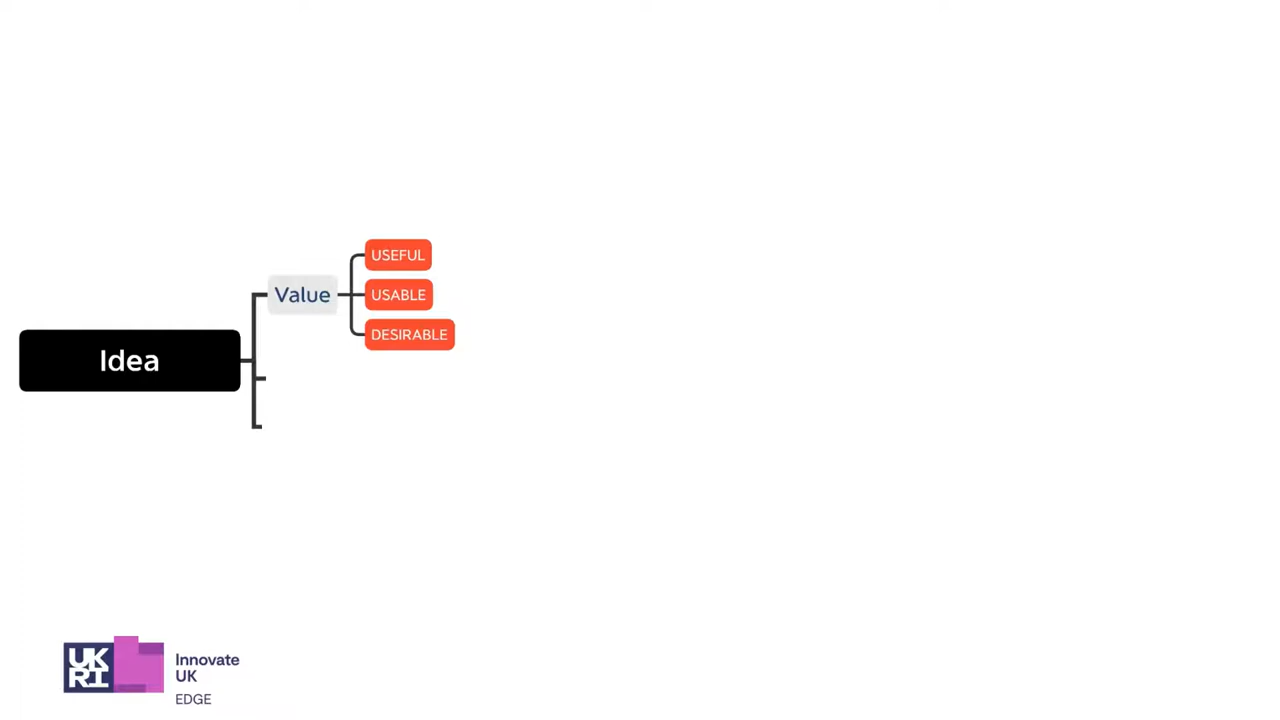 USEFUL
Value
USABLE
DESIRABLE
Idea
UK
RI
Innovate
UK
EDGE